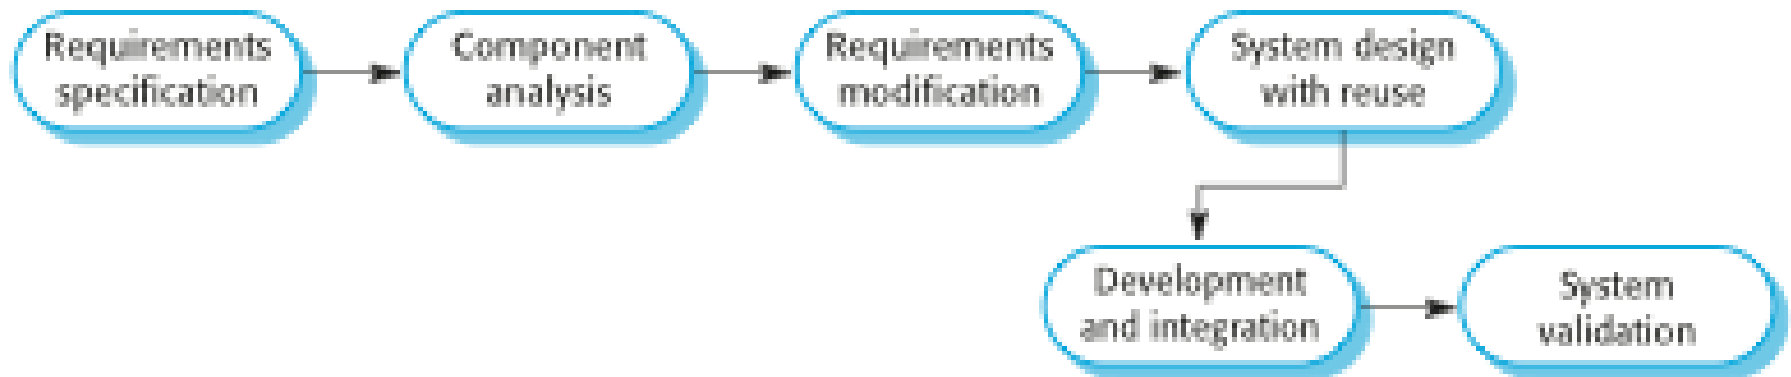 Requirements
specification
Component
analysis
Requirements
modification
System design
with reuse
Development
and integration
System
validation